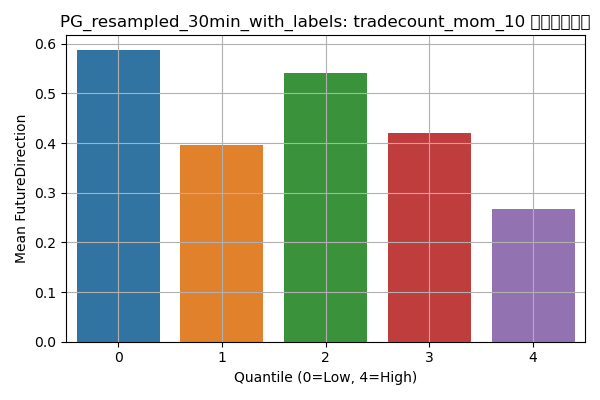 PG_resampled_30min_with_labels: tradecount_mom_10
Mean FutureDirection
0.6
0.5
0.4
0.3
0.2
0.1
0.0
0 1 2 3 4
Quantile (0=Low, 4=High)